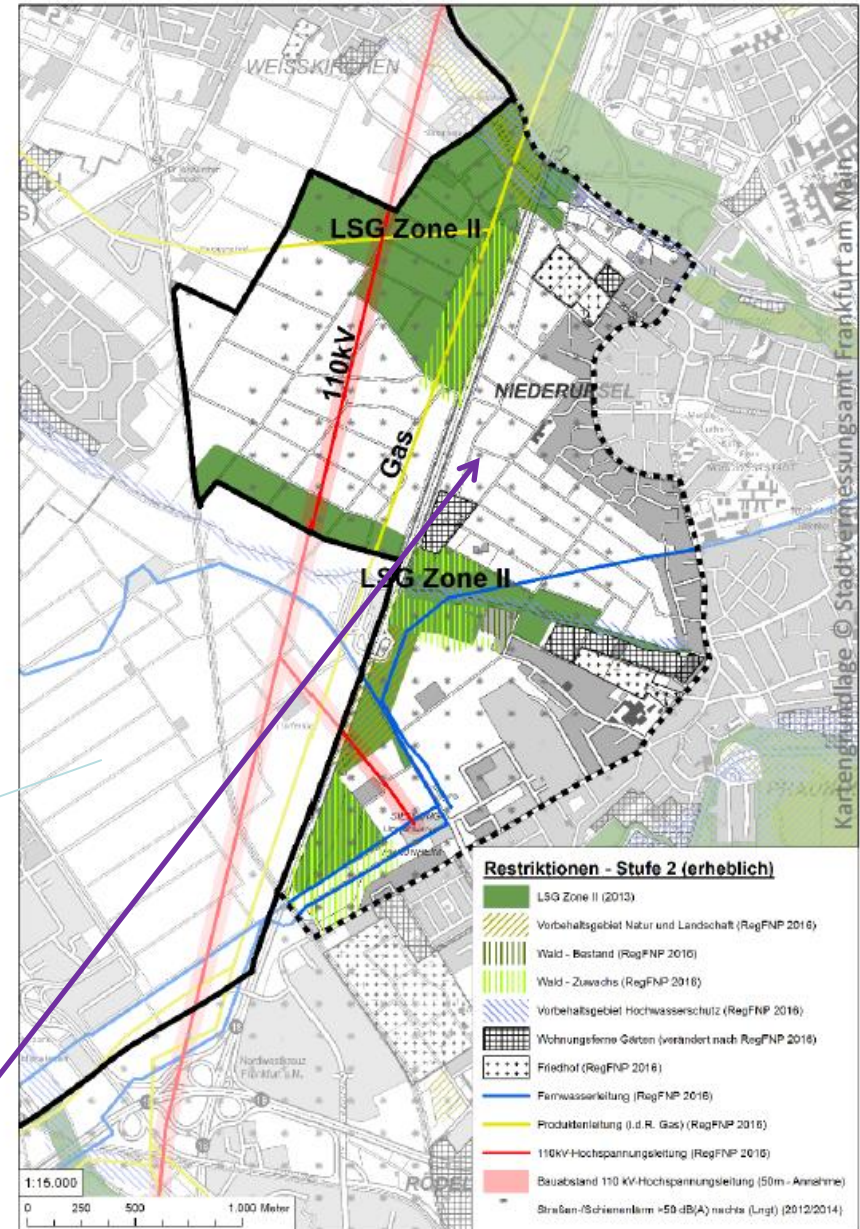 WEISSKIRCHEN
LSG Zone II
110kV
Gas
NIEDERURSEL
LSG Zone II
Nordwestkreuz
Frankfurt a.M.
Kartengrundlage © Stadtvermessungsamt Frankfurt am Main
Restriktionen - Stufe 2 (erheblich)
LSG Zone II (2013)
Vorbehaltsgebiet Natur und Landschaft (RegFNP 2016)
Wald - Bestand (RegFNP 2016)
Wald - Zuwachs (RegFNP 2016)
Vorbehaltsgebiet Hochwasserschutz (RegFNP 2016)
Wohnungsferne Gärten (verändert nach RegFNP 2016)
Friedhof (RegFNP 2016)
Fernwasserleitung (RegFNP 2016)
Produktenleitung (i.d.R. Gas) (RegFNP 2016)
110kV-Hochspannungsleitung (RegFNP 2016)
Bauabstand 110 kV-Hochspannungsleitung (50m - Annahme)
Straßen-/Schienenlärm >50 dB(A) nachts (Lngt) (2012/2014)
1:15.000
0 250 500 1.000 Meter